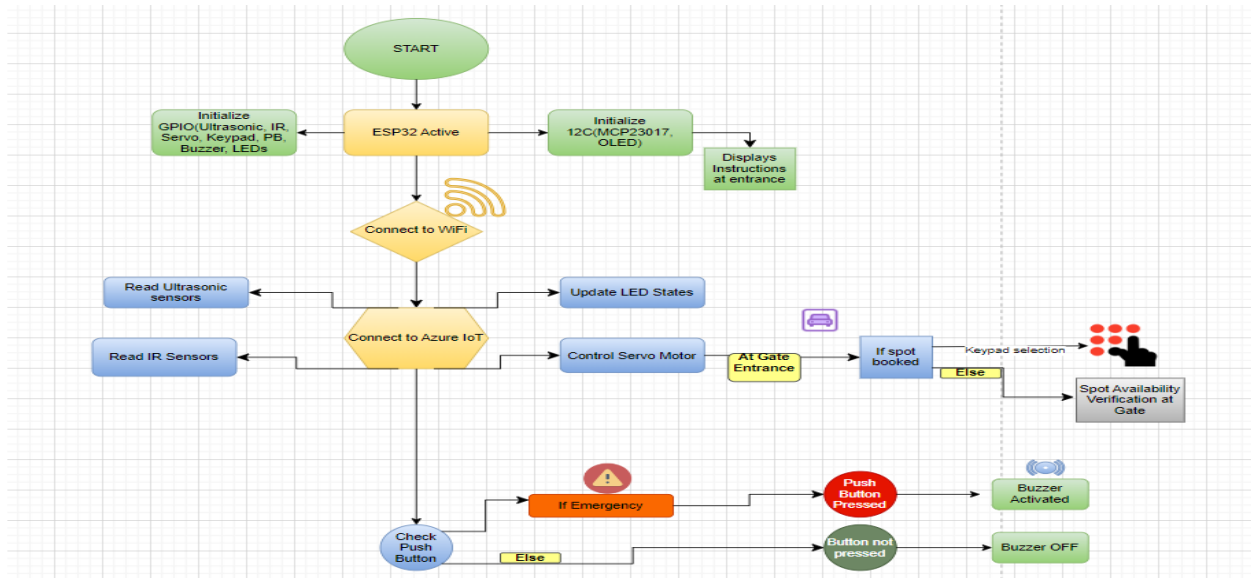 START
Initialize
GPIO(Ultrasonic, IR,
Servo, Keypad, PB,
Buzzer, LEDs
ESP32 Active
Initialize
12C(MCP23017,
OLED)
Displays
Instructions
at entrance
Connect to WiFi
Read Ultrasonic
sensors
Update LED States
Connect to Azure IoT
Read IR Sensors
Control Servo Motor
At Gate
Entrance
If spot
booked
Keypad selection
Else
Spot Availability
Verification at
Gate
If Emergency
Push
Button
Pressed
Buzzer
Activated
Check
Push
Button
Else
Button not
pressed
Buzzer OFF